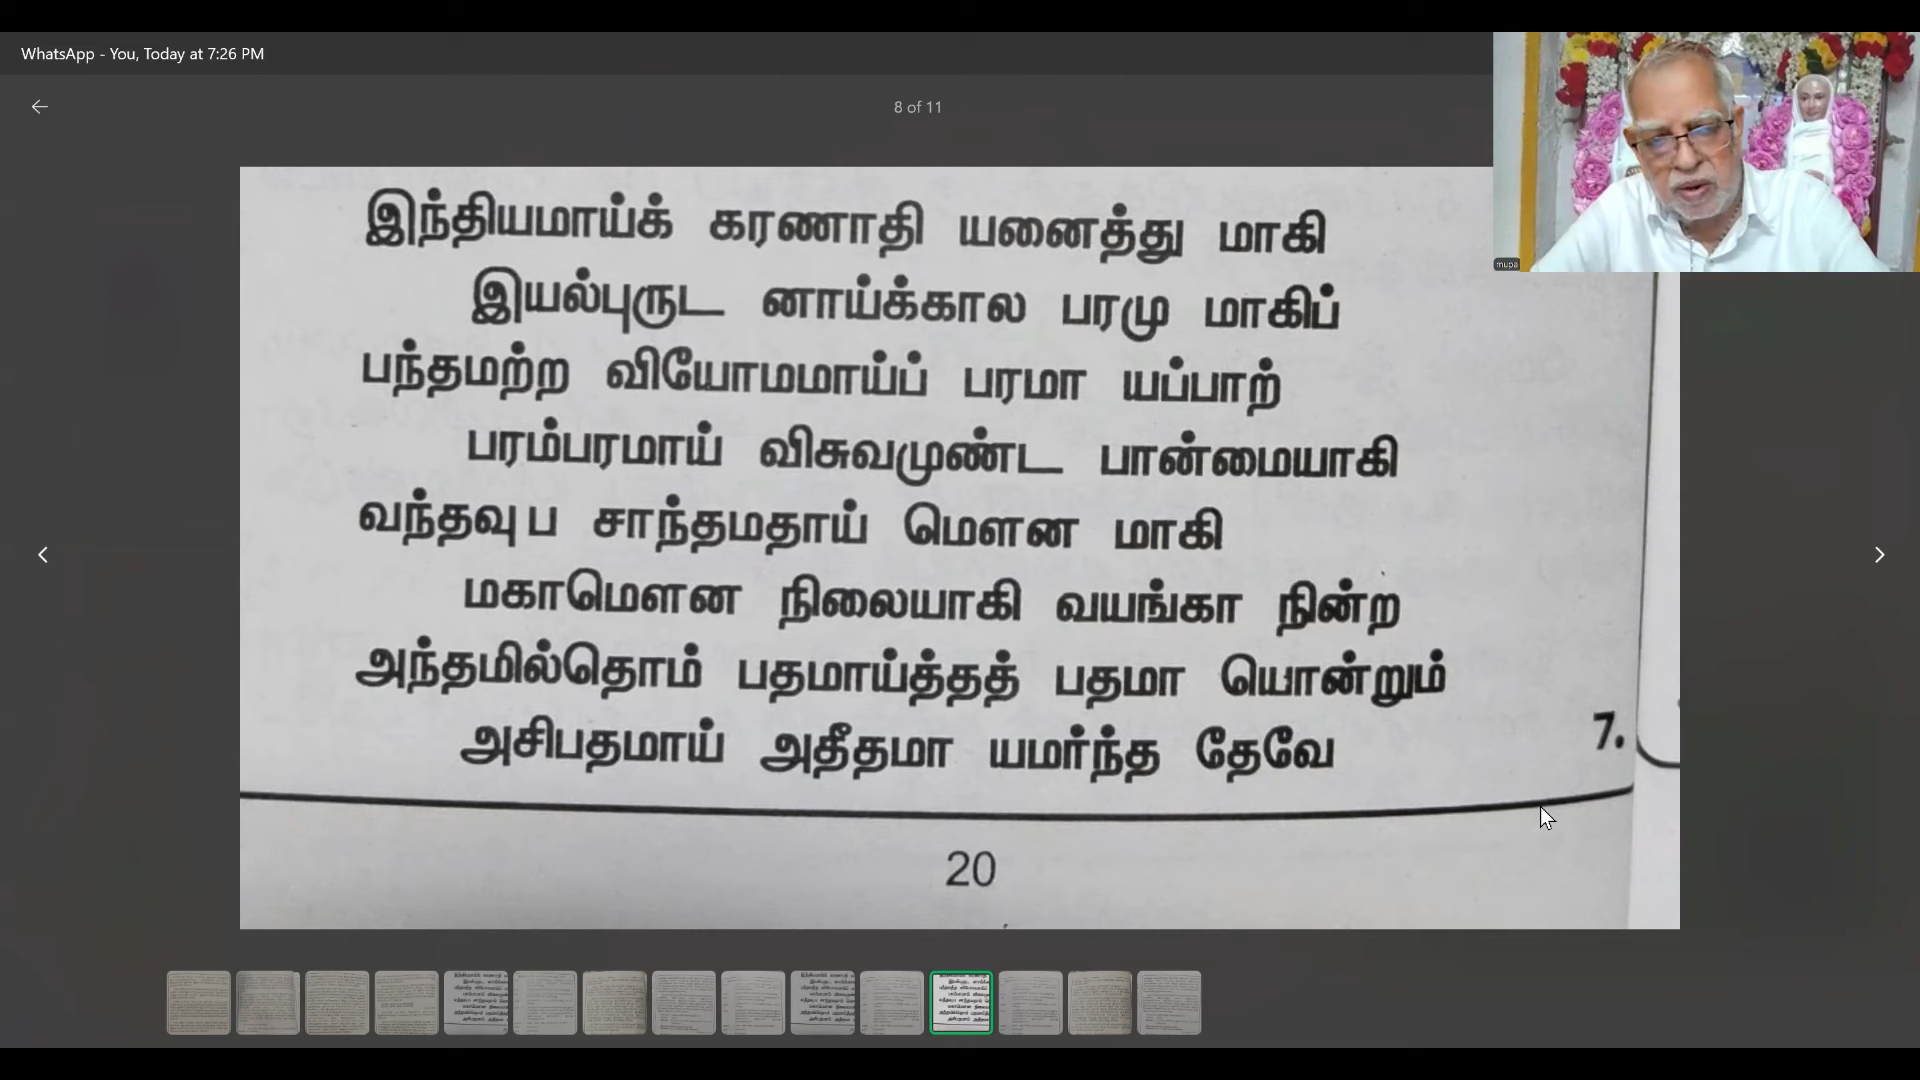 WhatsApp - You, Today at 7:26 PM
8 of 11
mupa
இந்தியமாய்க் கரணாதி யனைத்து மாகி
இயல்புருட னாய்க்கால பரமு மாகிப்
பந்தமற்ற வியோமமாய்ப் பரமா யப்பாற்
பரம்பரமாய் விசுவமுண்ட பான்மையாகி
வந்தவு ப சாந்தமதாய் மௌன மாகி
மகாமௌன நிலையாகி வயங்கா நின்ற
அந்தமில்தொம் பதமாய்த்தத் பதமா யொன்றும்
அசிபதமாய் அதீதமா யமர்ந்த தேவே
7.
20